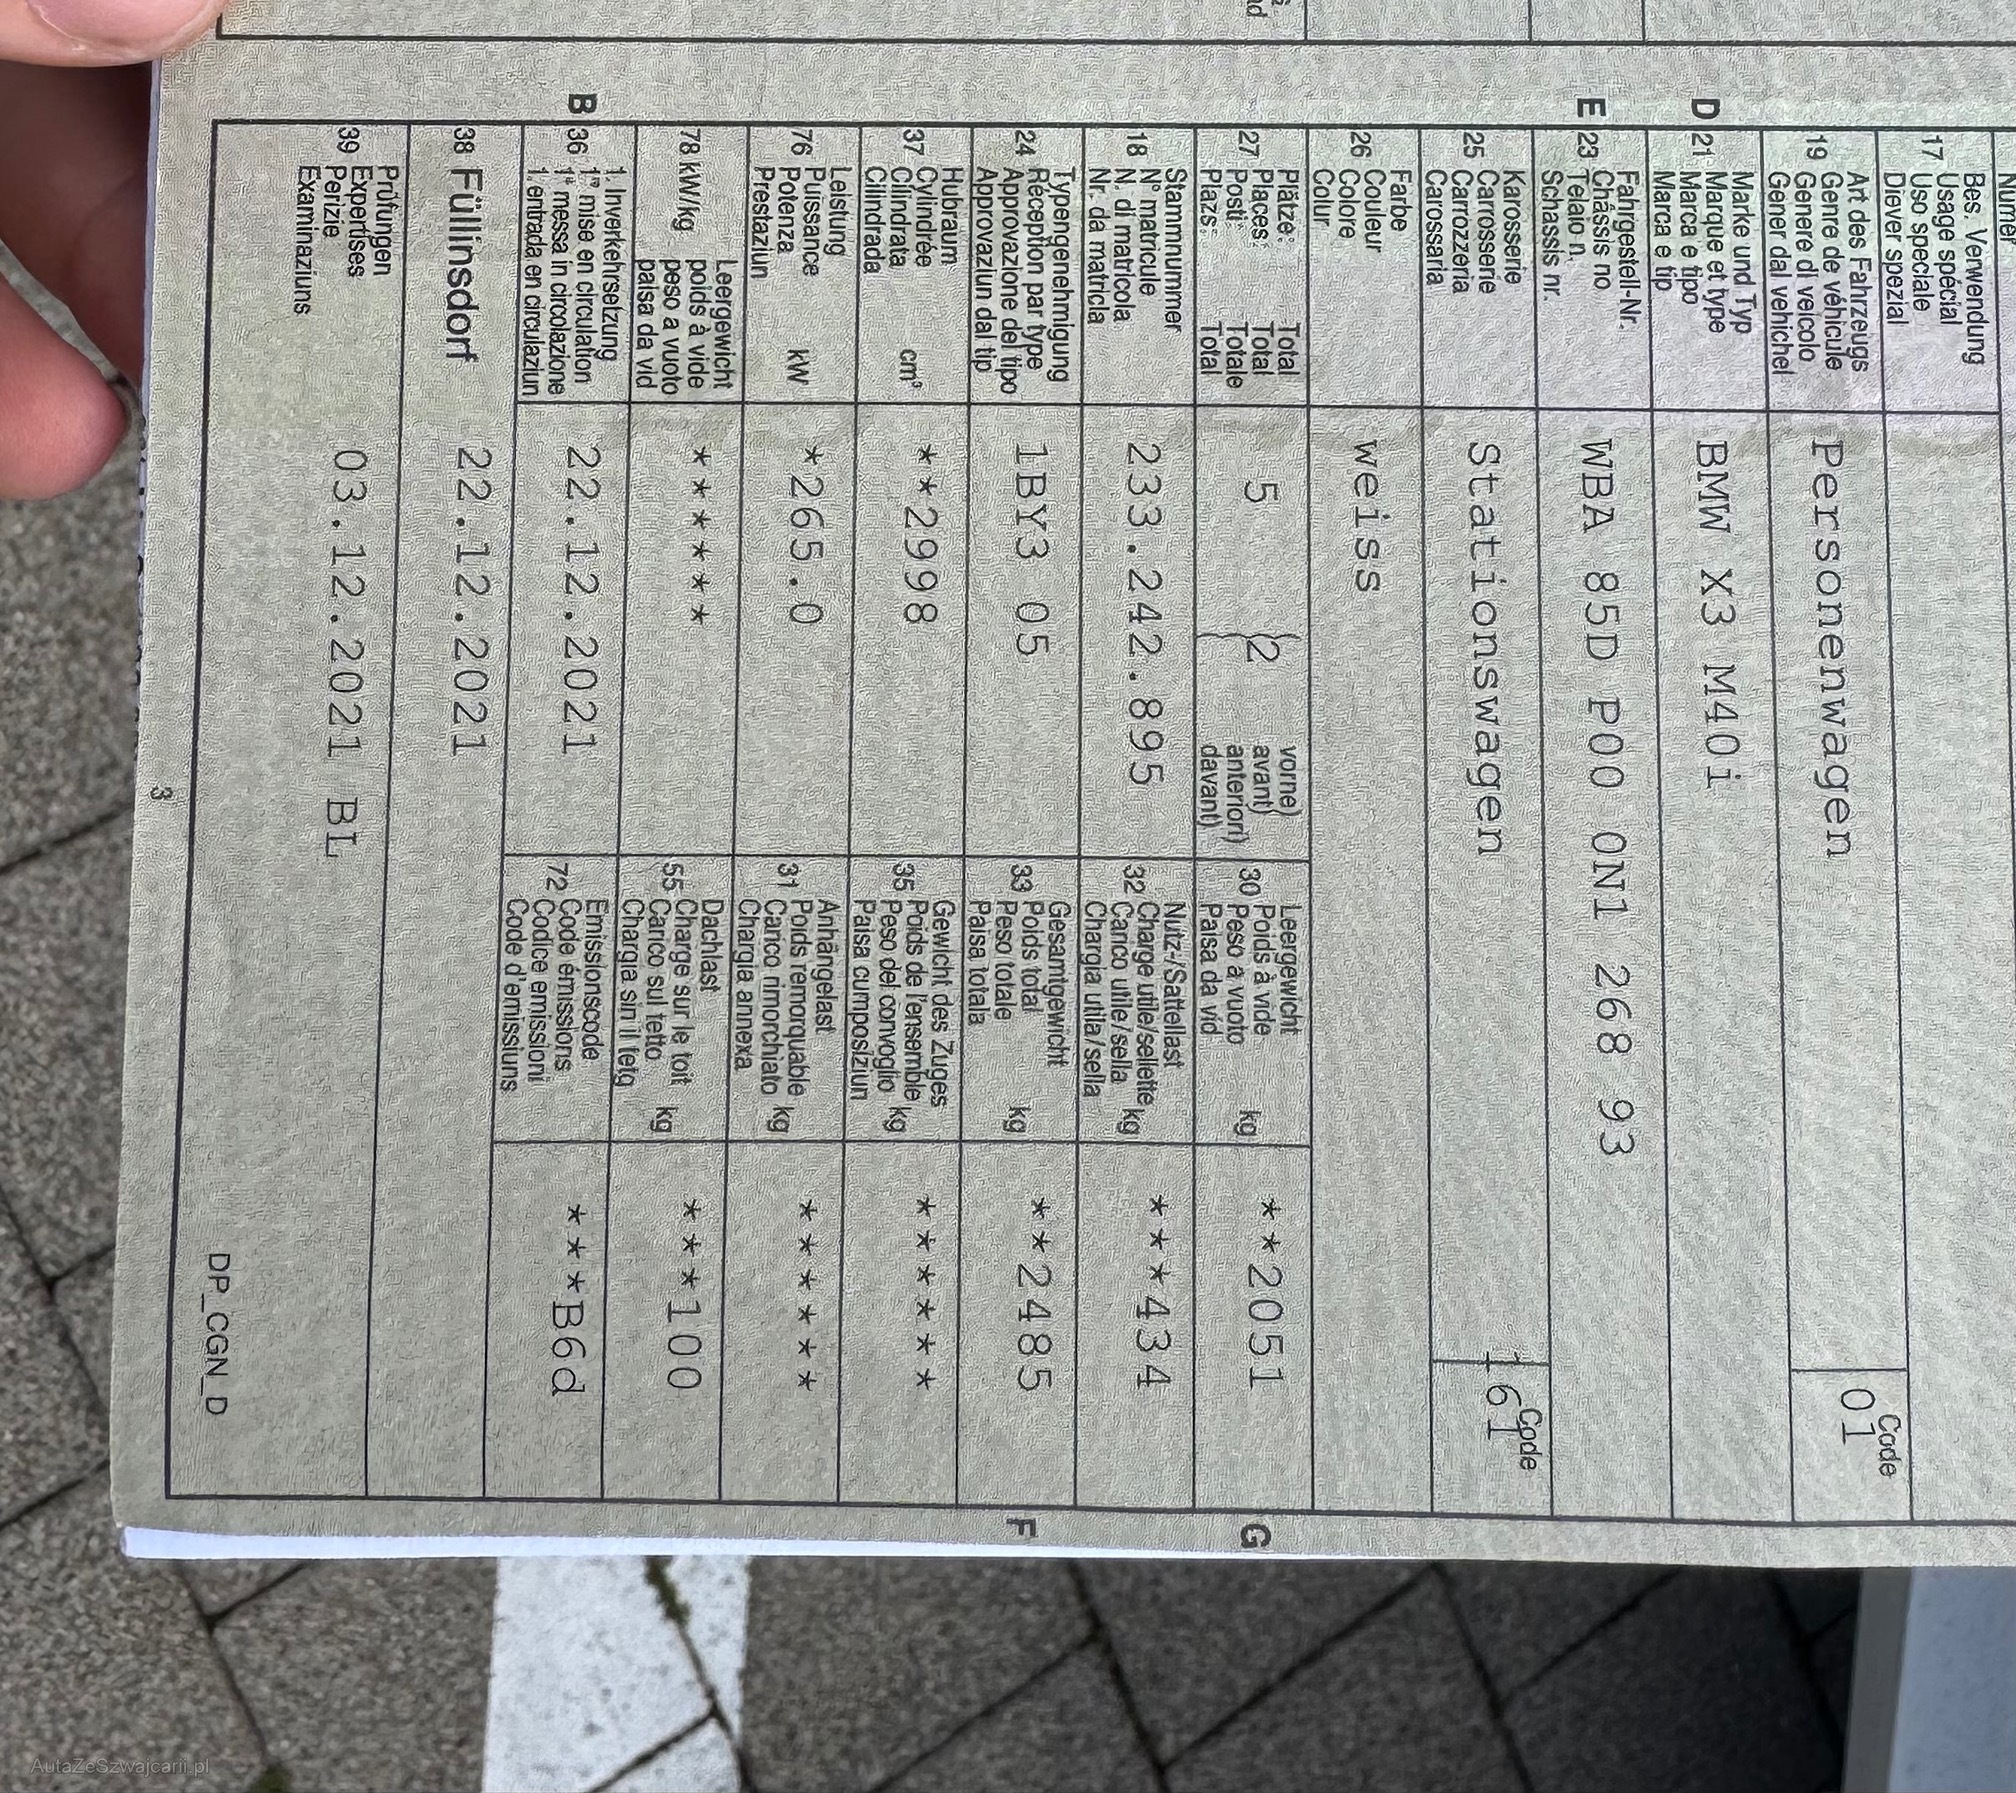 17 Bes. Verwendung
Usage spécial
Uso speciale
Diever spezial
19 Art des Fahrzeugs
Genre de véhicule
Genere di veicolo
Gener dal vehichel
Personenwagen
Code
01
D 21 Marke und Typ
Marque et type
Marca e tipo
Marca e tip
BMW X3 M40i
E 23 Fahrgestell-Nr.
Châssis no
Telaio n.
Schassis nr.
WBA 85D P00 0N1 268 93
25 Karosserie
Carrosserie
Carrozzeria
Carossaria
Stationswagen
Code
161
26 Farbe
Couleur
Colore
Colur
weiss
27 Plätze: Total
Places: Total
Posti: Totale
Plazs: Total
5
(2
vorne)
avant)
anteriori)
davant)
30 Leergewicht
Poids à vide
Peso a vuoto kg
Paisa da vid
**2051
G
18 Stammnummer
N° matricule
N. di matricola
Nr. da matricla
233.242.895
32 Nutz-/Sattellast
Charge utile/sellette
Carico utile/sella kg
Chargia utila/sella
***434
24 Typengenehmigung
Réception par type
Approvazione del tipo
Approvaziun dal tip
1BY3 05
33 Gesamtgewicht
Poids total
Peso totale kg
Paisa totala
**2485
F
37 Hubraum
Cylindrée
Cilindrata cm³
Cilindrada
**2998
35 Gewicht des Zuges
Poids de l'ensemble
Peso del convoglio kg
Paisa cumposiziun
******
76 Leistung
Puissance
Potenza kW
Prestaziun
*265.0
31 Anhängelast
Poids remorquable
Carico rimorchiato kg
Chargia annexa
******
78 kW/kg
Leergewicht
poids à vide
peso a vuoto
paisa da vid
******
55 Dachlast
Charge sur le toit
Carico sul tetto kg
Chargia sin il tetg
***100
B 36 1. Inverkehrsetzung
1re mise en circulation
1a messa in circolazione
1. entrada en circulaziun
22.12.2021
72 Emissionscode
Code émissions
Codice emissioni
Code d'emissiuns
***B6d
38 Füllinsdorf 22.12.2021
39 Prüfungen
Expertises
Perizie
Examinaziuns
03.12.2021 BL
DP_CGN_D
3
AutaZeSzwajcarii.pl